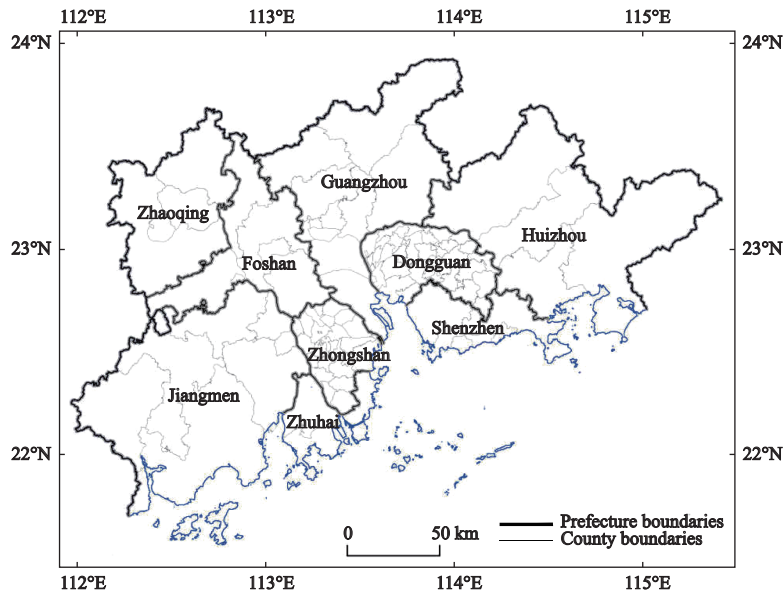 112°E 113°E 114°E 115°E
24°N 24°N
Guangzhou
Zhaoqing
Huizhou
23°N 23°N
Foshan Dongguan
Shenzhen
Zhongshan
Jiangmen
Zhuhai
22°N 22°N
Prefecture boundaries
0 50 km
County boundaries
112°E 113°E 114°E 115°E